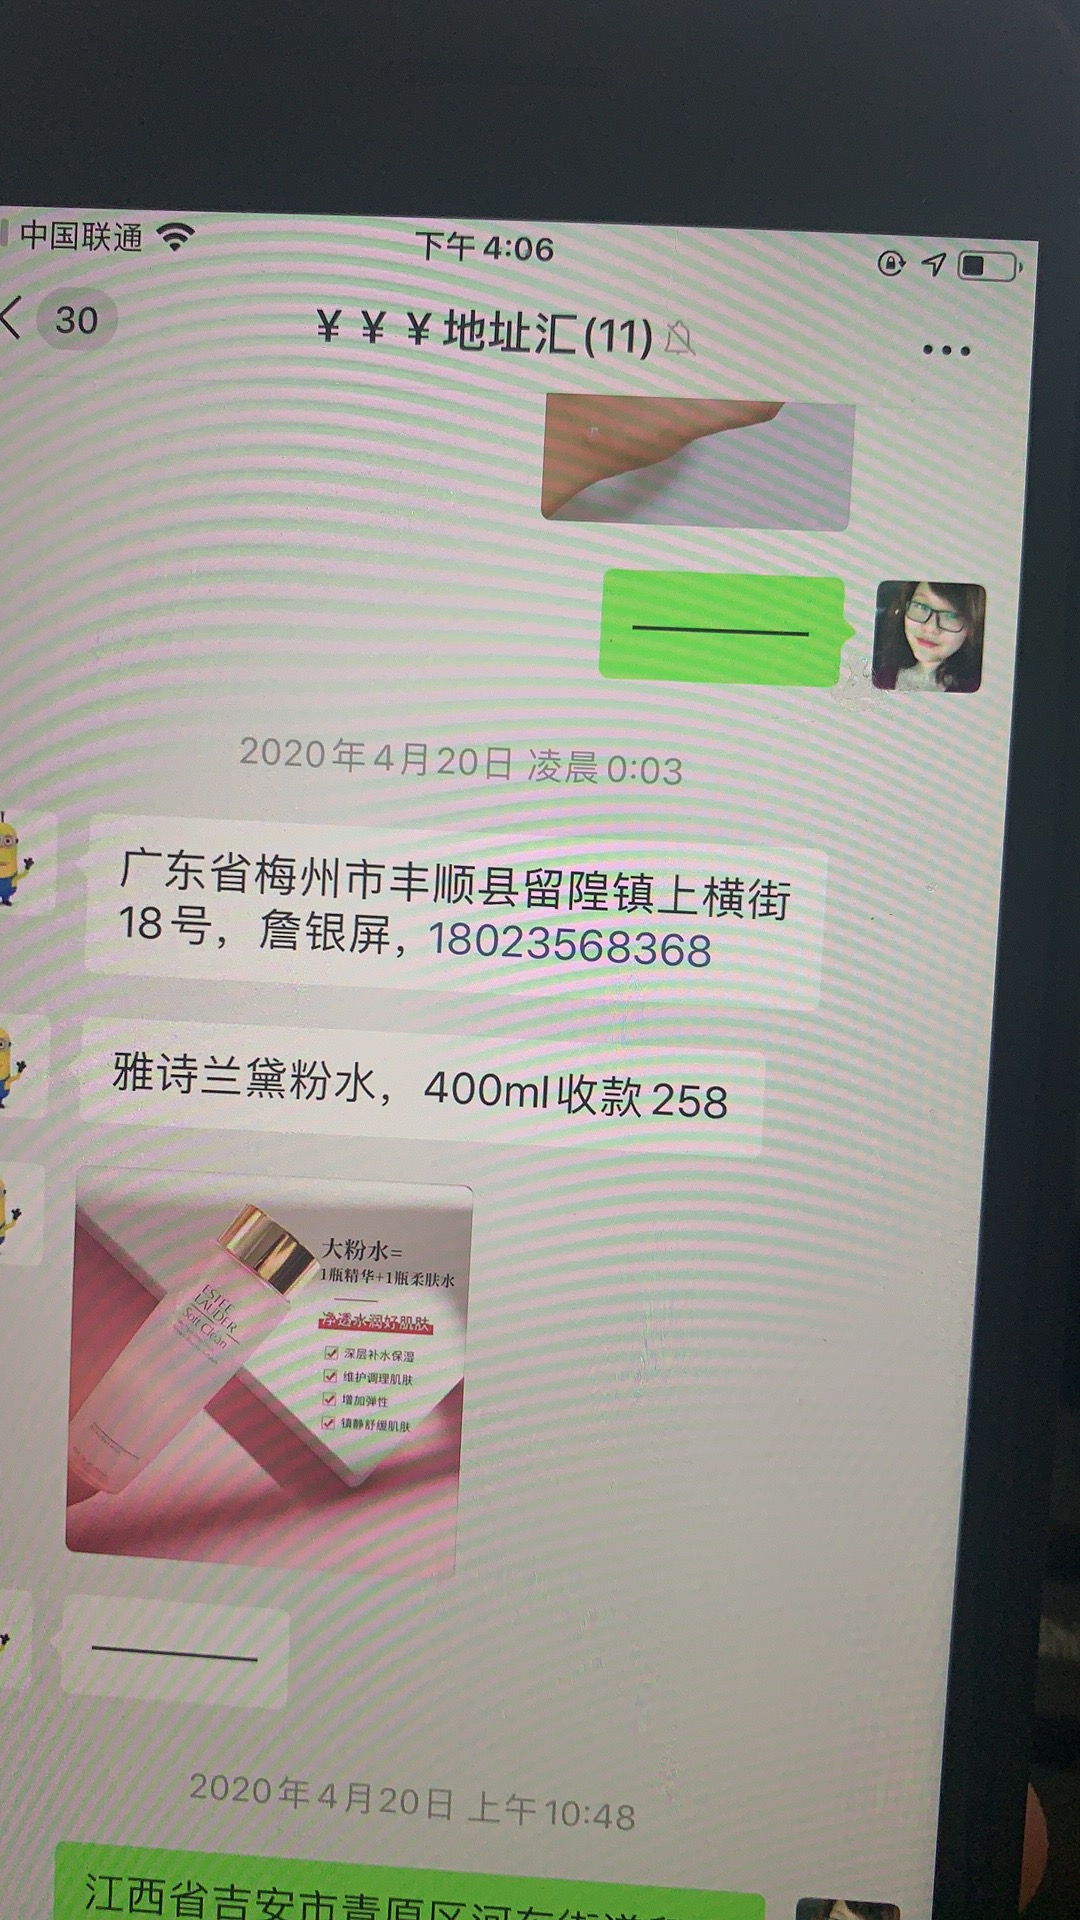 中国联通
下午4:06
30
￥￥￥地址汇(11)
2020年4月20日 凌晨0:03
广东省梅州市丰顺县留隍镇上横街
18号，詹银屏，18023568368
雅诗兰黛粉水，400ml收款258
大粉水=
1瓶精华+1瓶柔肤水
净透水润好肌肤
深层补水保湿
维护调理肌肤
增加弹性
镇静舒缓肌肤
ESTEE
LAUDER
Soft Clean
2020年4月20日 上午10:48
江西省吉安市青原区河东街道